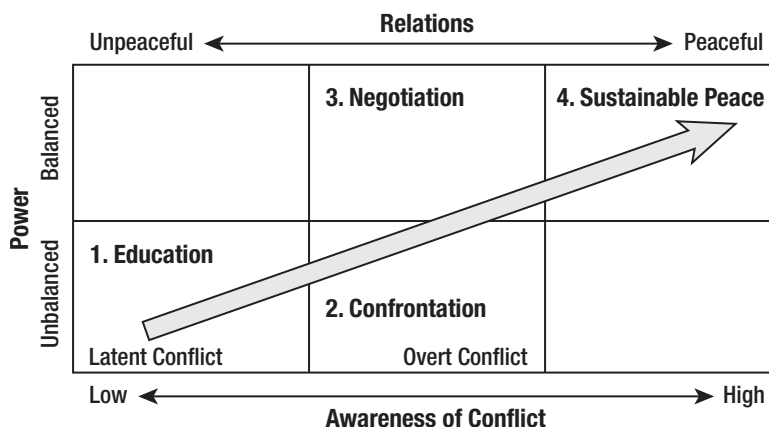 Relations
Unpeaceful Peaceful
3. Negotiation 4. Sustainable Peace
Balanced
Power
1. Education
Unbalanced
2. Confrontation
Latent Conflict Overt Conflict
Low High
Awareness of Conflict